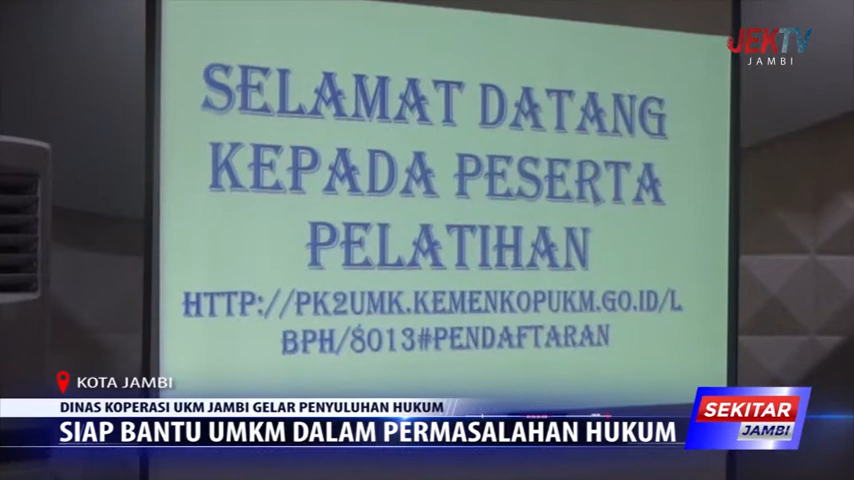 JEKTV
JAMBI
SELAMAT DATANG
KEPADA PESERTA
PELATIHAN
HTTP://PK2UMK.KEMENKOPUKM.GO.ID/L
BPH/8013#PENDAFTARAN
KOTA JAMBI
DINAS KOPERASI UKM JAMBI GELAR PENYULUHAN HUKUM
SIAP BANTU UMKM DALAM PERMASALAHAN HUKUM
SEKITAR
JAMBI